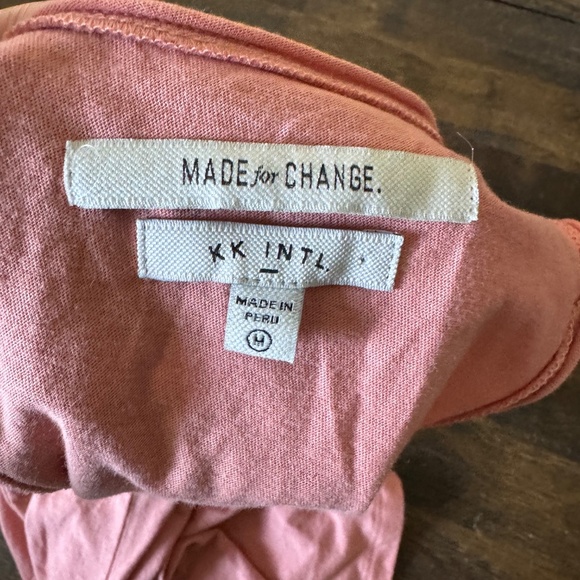 MADE for CHANGE.
KK INTL.
MADE IN
PERU
M